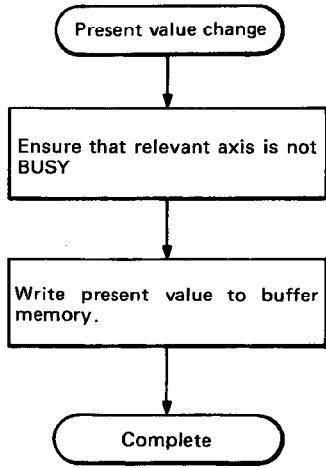 Present value change
Ensure that relevant axis is not
BUSY
Write present value to buffer
memory.
Complete